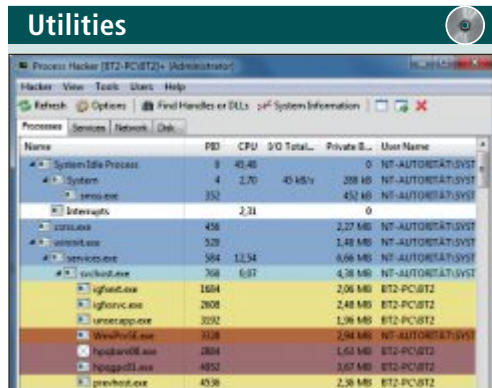 Utilities
Process Hacker [BT2-PC\BT2]+ (Administrator)
Hacker View Tools Users Help
Refresh Options Find Handles or DLLs System Information
Processes Services Network Disk
Name PID CPU I/O Total... Private B... User Name
System Idle Process 0 45,48 0 NT-AUTORITÄT\SYST
System 4 2,70 45 kB/s 288 kB NT-AUTORITÄT\SYST
smss.exe 352 452 kB NT-AUTORITÄT\SYST
Interrupts 2,31 0
csrss.exe 456 2,27 MB NT-AUTORITÄT\SYST
wininit.exe 520 1,48 MB NT-AUTORITÄT\SYST
services.exe 584 12,54 6,66 MB NT-AUTORITÄT\SYST
svchost.exe 768 6,07 4,38 MB NT-AUTORITÄT\SYST
igfxext.exe 1684 2,06 MB BT2-PC\BT2
igfxsrvc.exe 2608 2,48 MB BT2-PC\BT2
unsecapp.exe 3192 1,96 MB BT2-PC\BT2
WmiPrvSE.exe 3328 2,94 MB NT-AUTORITÄT\SYST
hpqbam08.exe 2884 1,62 MB BT2-PC\BT2
hpqgpc01.exe 4052 3,67 MB BT2-PC\BT2
prevhost.exe 4536 2,36 MB BT2-PC\BT2